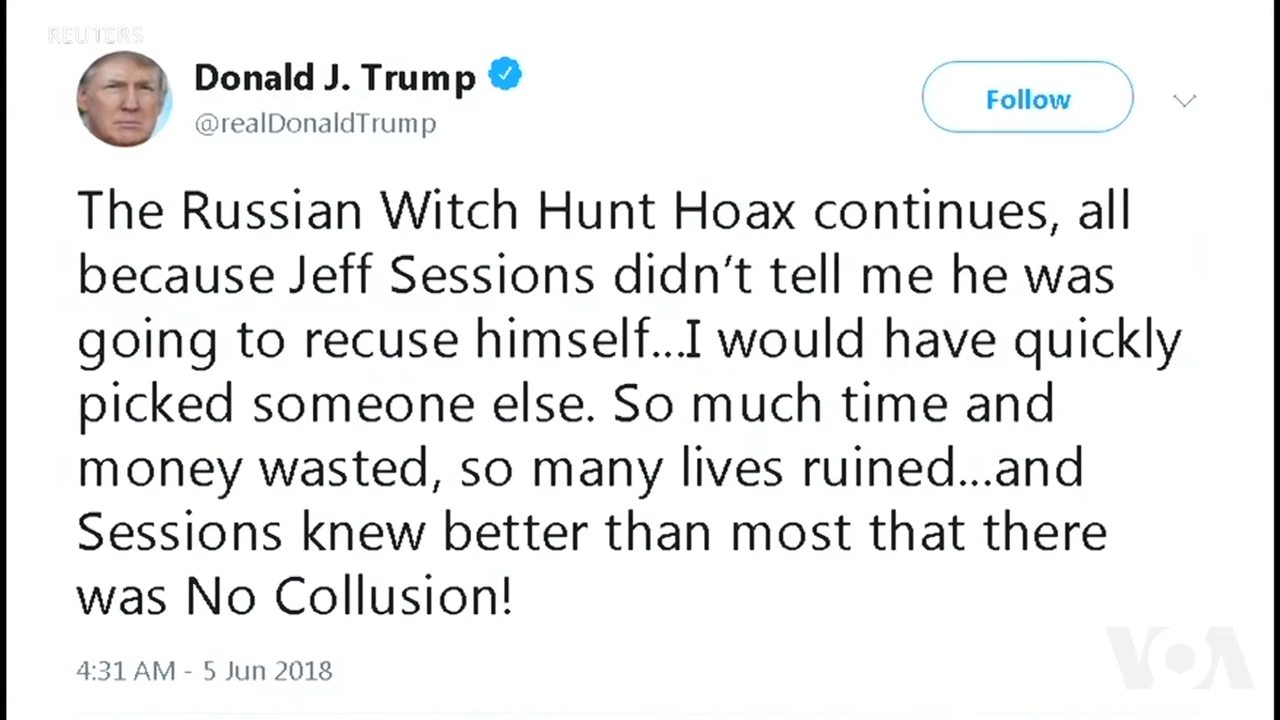 REUTERS
Donald J. Trump
@realDonaldTrump
Follow
The Russian Witch Hunt Hoax continues, all
because Jeff Sessions didn't tell me he was
going to recuse himself...I would have quickly
picked someone else. So much time and
money wasted, so many lives ruined...and
Sessions knew better than most that there
was No Collusion!
4:31 AM - 5 Jun 2018
VOA